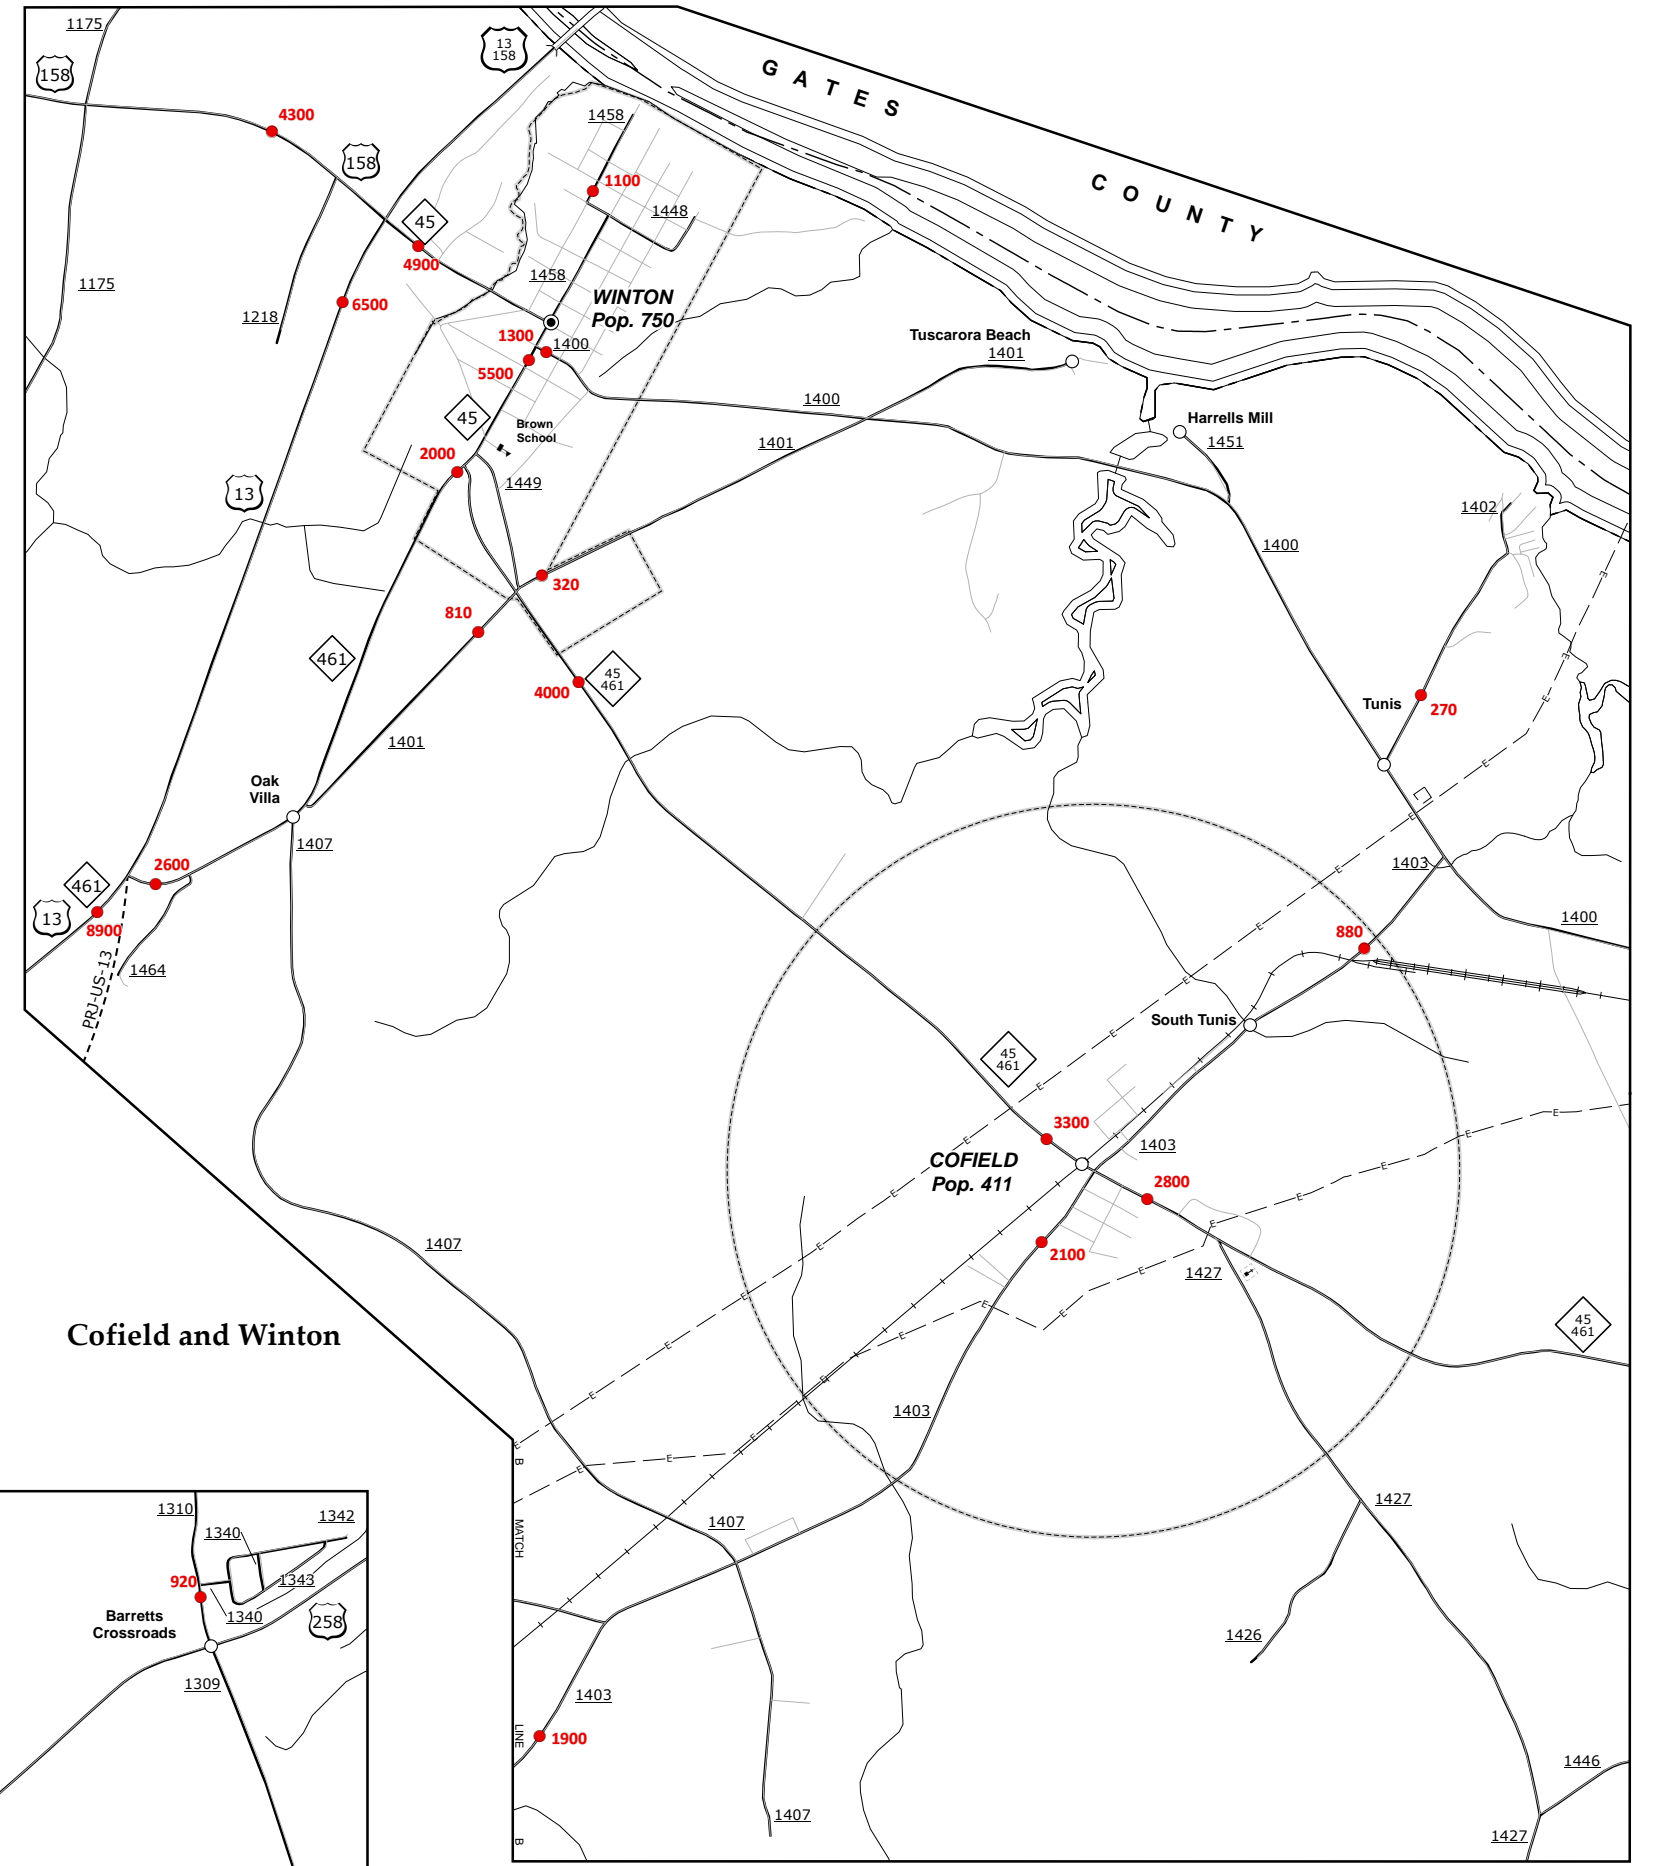 1175
158
13
158
GATES
COUNTY
4300
158
1458
1100
1448
45
4900
1175
6500
1218
1458
WINTON
Pop. 750
1300
1400
5500
Tuscarora Beach
1401
1400
45
Brown
School
1401
Harrells Mill
1451
2000
1449
13
1402
1400
320
810
461
45
461
4000
Tunis
270
1401
Oak
Villa
1407
E
E
E
E
E
2600
1403
461
13
8900
880
1400
1464
PRJ-US-13
South Tunis
45
461
3300
1403
COFIELD
Pop. 411
2800
2100
1427
1407
45
461
Cofield and Winton
1403
E
B
MATCH
LINE
B
1427
1407
1310
1340
1342
920
1343
1340
Barretts
Crossroads
258
1309
1426
1403
1900
1407
1446
1427